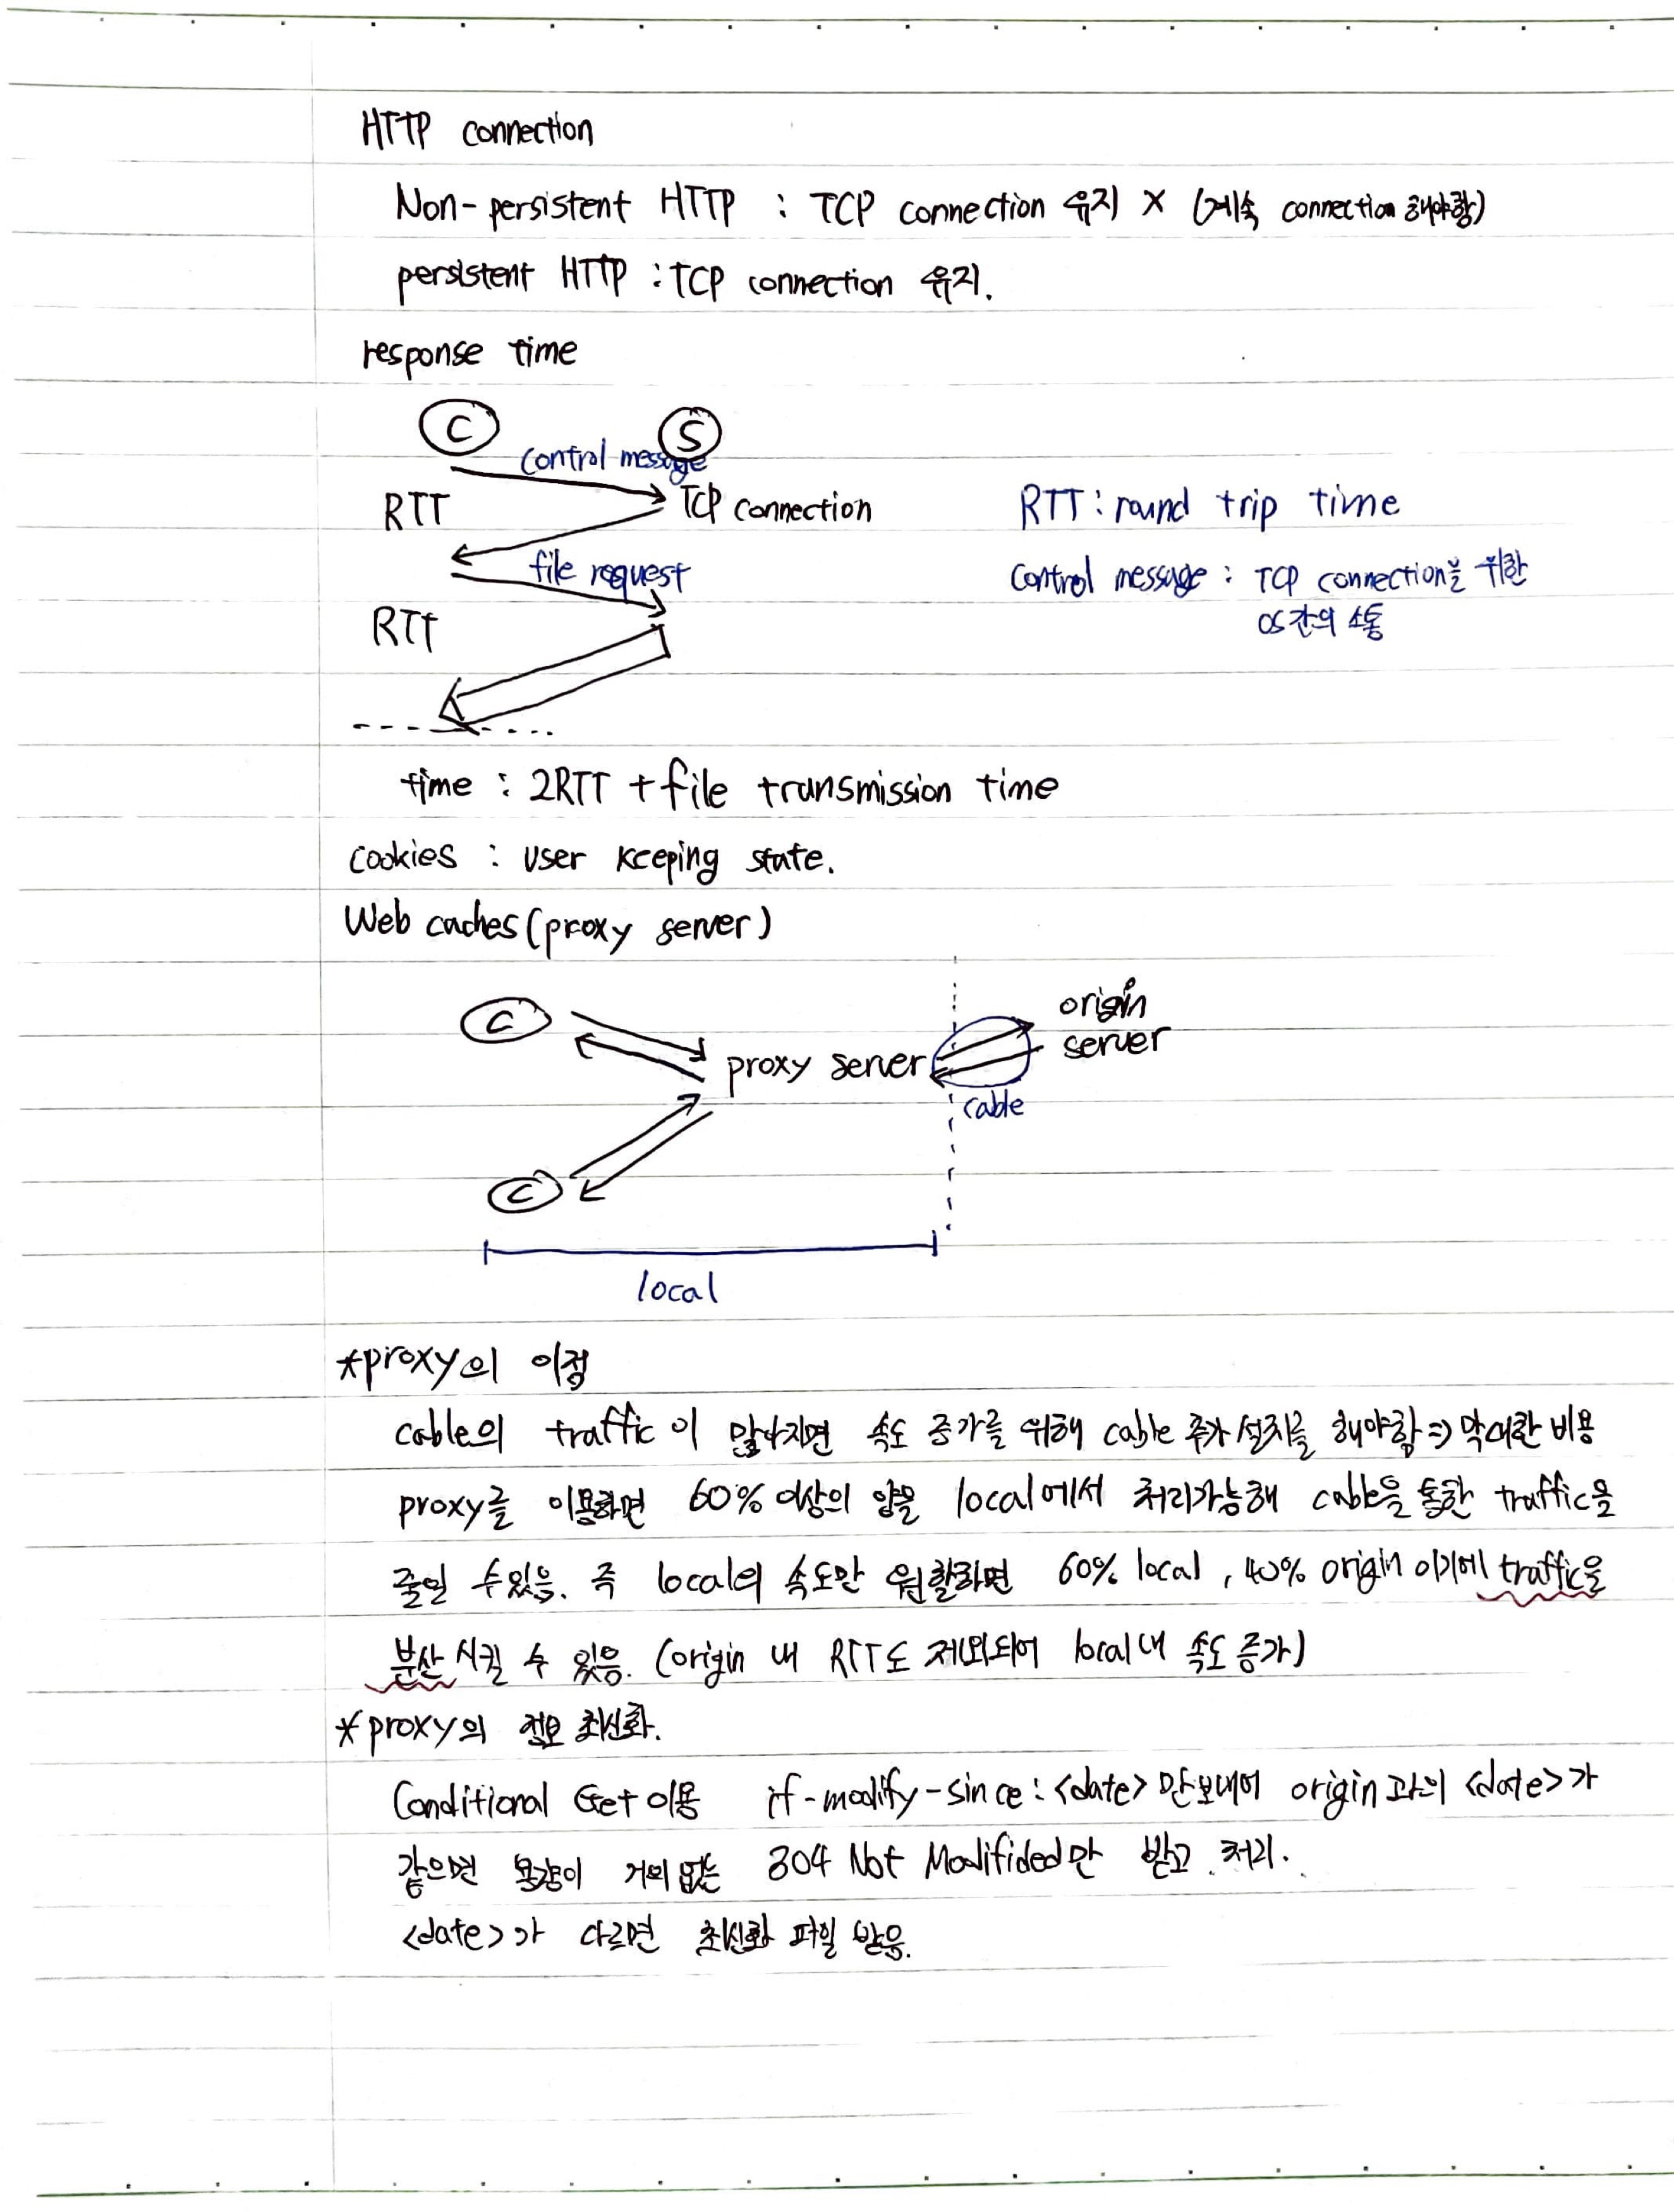 HTTP connection
Non-persistent HTTP : TCP connection 유지 X (계속 connection 해야함)
persistent HTTP : TCP connection 유지.
response time
C S
control message
RTT TCP connection RTT : round trip time
file request control message : TCP connection을 위한
RTT OS간의 소통
time : 2RTT + file transmission time
cookies : user keeping state.
Web caches (proxy server)
C origin
proxy server server
cable
C
local
*proxy의 이점
cable의 traffic이 많아지면 속도 증가를 위해 cable 추가 설치를 해야함 => 막대한 비용
proxy를 이용하면 60% 이상의 양을 local에서 처리가능해 cable을 통한 traffic을
줄일 수 있음. 즉 local의 속도만 원활하면 60% local, 40% origin 이기에 traffic을
분산 시킬 수 있음. (origin 내 RTT도 제외되어 local내 속도 증가)
*proxy의 정보 최신화.
Conditional Get 이용 if-modify-since : <date> 만 보내어 origin과의 <date>가
같으면 용량이 거의 없는 304 Not Modifided만 받고 처리.
<date>가 다르면 최신화 파일 받음.